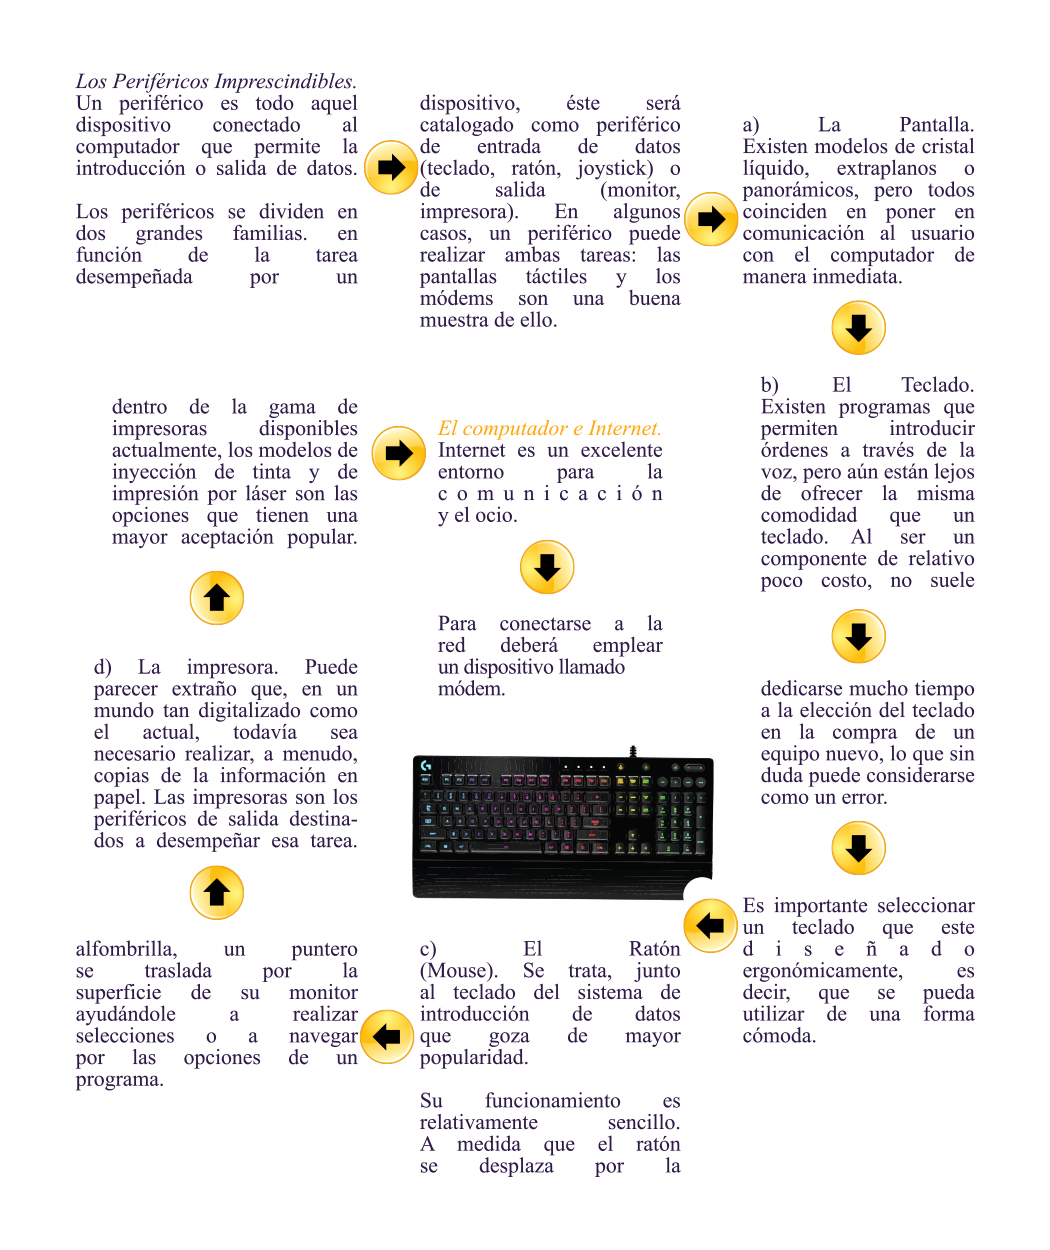 Los Periféricos Imprescindibles.
Un periférico es todo aquel
dispositivo conectado al
computador que permite la
introducción o salida de datos.
Los periféricos se dividen en
dos grandes familias. en
función de la tarea
desempeñada por un
dispositivo, éste será
catalogado como periférico
de entrada de datos
(teclado, ratón, joystick) o
de salida (monitor,
impresora). En algunos
casos, un periférico puede
realizar ambas tareas: las
pantallas táctiles y los
módems son una buena
muestra de ello.
a) La Pantalla.
Existen modelos de cristal
líquido, extraplanos o
panorámicos, pero todos
coinciden en poner en
comunicación al usuario
con el computador de
manera inmediata.
b) El Teclado.
Existen programas que
permiten introducir
órdenes a través de la
voz, pero aún están lejos
de ofrecer la misma
comodidad que un
teclado. Al ser un
componente de relativo
poco costo, no suele
dedicarse mucho tiempo
a la elección del teclado
en la compra de un
equipo nuevo, lo que sin
duda puede considerarse
como un error.
Es importante seleccionar
un teclado que este
d i s e ñ a d o
ergonómicamente, es
decir, que se pueda
utilizar de una forma
cómoda.
c) El Ratón
(Mouse). Se trata, junto
al teclado del sistema de
introducción de datos
que goza de mayor
popularidad.
Su funcionamiento es
relativamente sencillo.
A medida que el ratón
se desplaza por la
alfombrilla, un puntero
se traslada por la
superficie de su monitor
ayudándole a realizar
selecciones o a navegar
por las opciones de un
programa.
d) La impresora. Puede
parecer extraño que, en un
mundo tan digitalizado como
el actual, todavía sea
necesario realizar, a menudo,
copias de la información en
papel. Las impresoras son los
periféricos de salida destina-
dos a desempeñar esa tarea.
dentro de la gama de
impresoras disponibles
actualmente, los modelos de
inyección de tinta y de
impresión por láser son las
opciones que tienen una
mayor aceptación popular.
El computador e Internet.
Internet es un excelente
entorno para la
c o m u n i c a c i ó n
y el ocio.
Para conectarse a la
red deberá emplear
un dispositivo llamado
módem.